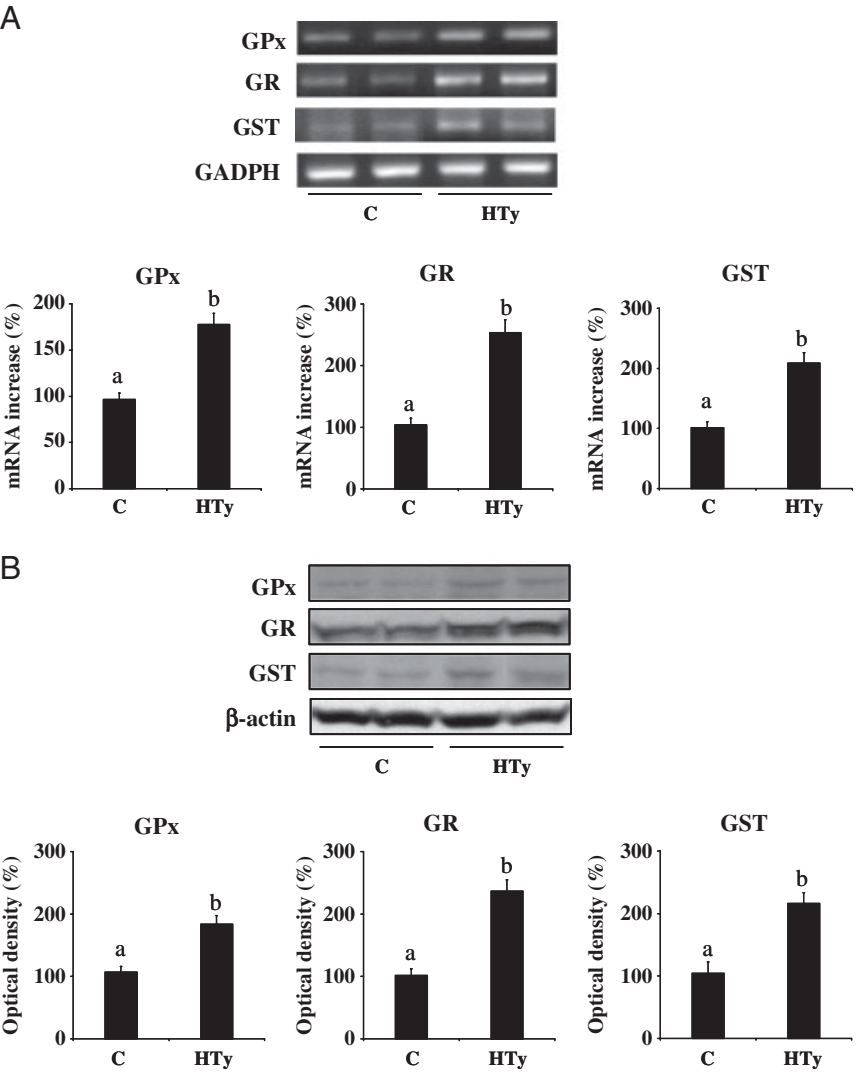 A
GPx
GR
GST
GADPH
C HTy
GPx
mRNA increase (%)
200
150
100
50
0
a
b
C HTy
GR
mRNA increase (%)
300
200
100
0
a
b
C HTy
GST
mRNA increase (%)
300
200
100
0
a
b
C HTy
B
GPx
GR
GST
β-actin
C HTy
GPx
Optical density (%)
300
200
100
0
a
b
C HTy
GR
Optical density (%)
300
200
100
0
a
b
C HTy
GST
Optical density (%)
300
200
100
0
a
b
C HTy